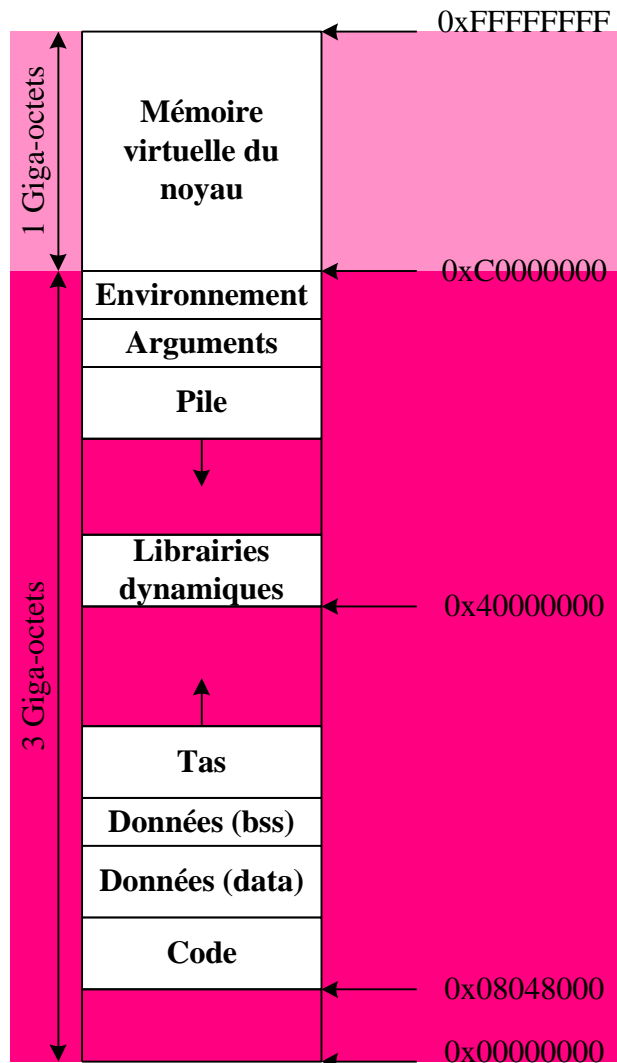 0xFFFFFFFF
1 Giga-octets
Mémoire
virtuelle du
noyau
0xC0000000
3 Giga-octets
Environnement
Arguments
Pile
Librairies
dynamiques
0x40000000
Tas
Données (bss)
Données (data)
Code
0x08048000
0x00000000